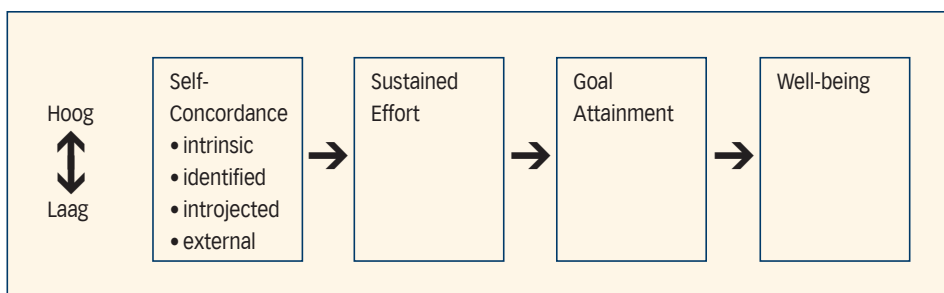 Hoog
Laag
Self-
Concordance
• intrinsic
• identified
• introjected
• external
Sustained
Effort
Goal
Attainment
Well-being